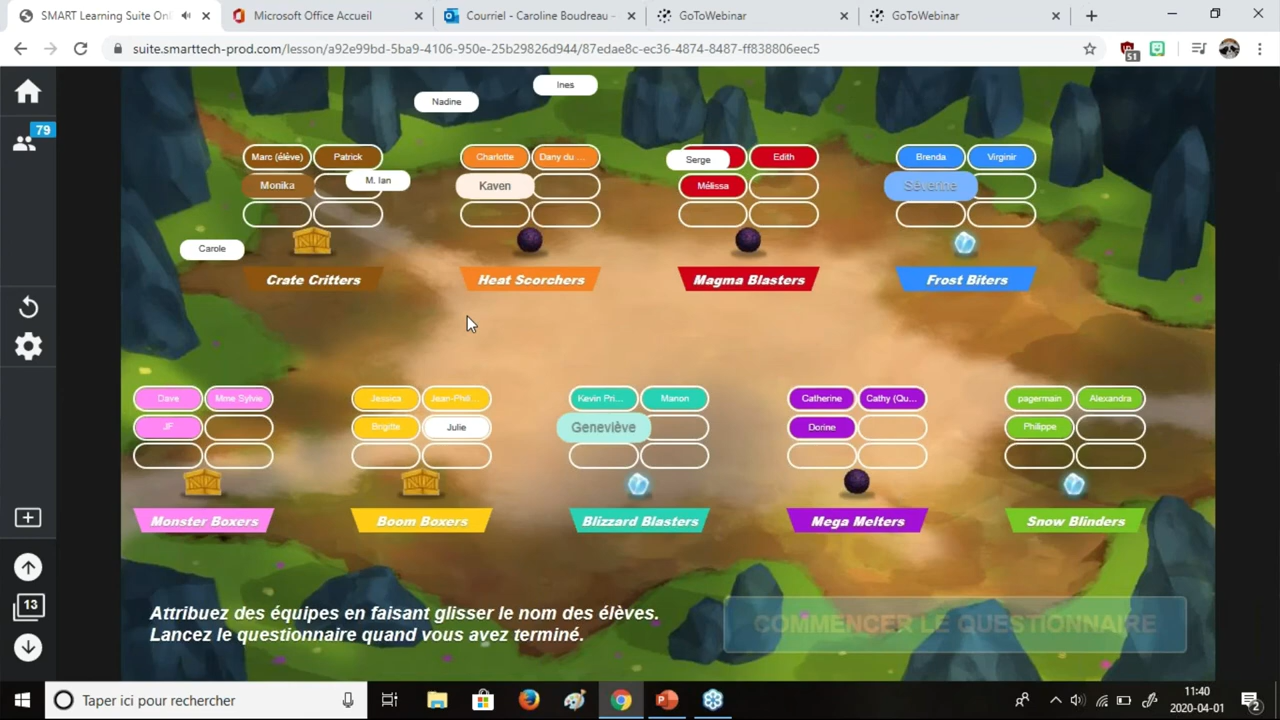 SMART Learning Suite Onl
Microsoft Office Accueil
Courriel - Caroline Boudreau -
GoToWebinar
GoToWebinar
suite.smarttech-prod.com/lesson/a92e99bd-5ba9-4106-950e-25b29826d944/87edae8c-ec36-4874-8487-ff838806eec5
51
79
Ines
Nadine
Marc (élève) Patrick
Monika M. Ian
Carole
Crate Critters
Charlotte Dany du ...
Kaven
Heat Scorchers
Serge Edith
Mélissa
Magma Blasters
Brenda Virginir
Séverine
Frost Biters
Dave Mme Sylvie
JF
Monster Boxers
Jessica Jean-Phil...
Brigitte Julie
Boom Boxers
Kevin Pri... Manon
Geneviève
Blizzard Blasters
Catherine Cathy (Qu...
Dorine
Mega Melters
pagermain Alexandra
Philippe
Snow Blinders
13
Attribuez des équipes en faisant glisser le nom des élèves.
Lancez le questionnaire quand vous avez terminé.
COMMENCER LE QUESTIONNAIRE
Taper ici pour rechercher
11:40
2020-04-01
2